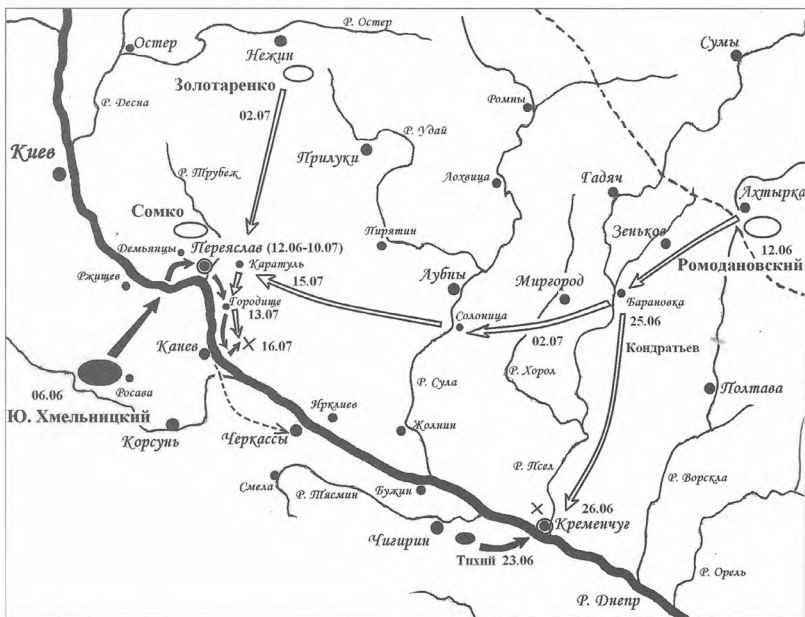 Остер
Р. Остер
Нежин
Сумы
Золотаренко
Р. Десна
02.07
Ромны
Р. Удай
Киев
Прилуки
Р. Трубеж
Лохвица
Гадяч
Ахтырка
Сомко
Зеньков
Демьянцы
Переяслав (12.06-10.07)
Пирятин
12.06
Ромодановский
Каратуль
15.07
Лубны
Миргород
Ржищев
Городище
Барановка
13.07
Солоница
25.06
16.07
02.07
Кондратьев
Канев
06.06
Росава
Р. Сула
Р. Хорол
Полтава
Ю. Хмельницкий
Ирклиев
Корсунь
Черкассы
Жолнин
Р. Псел
Р. Ворскла
Смела
Р. Тясмин
Бужин
26.06
Кременчуг
Чигирин
Тихий 23.06
Р. Орель
Р. Днепр